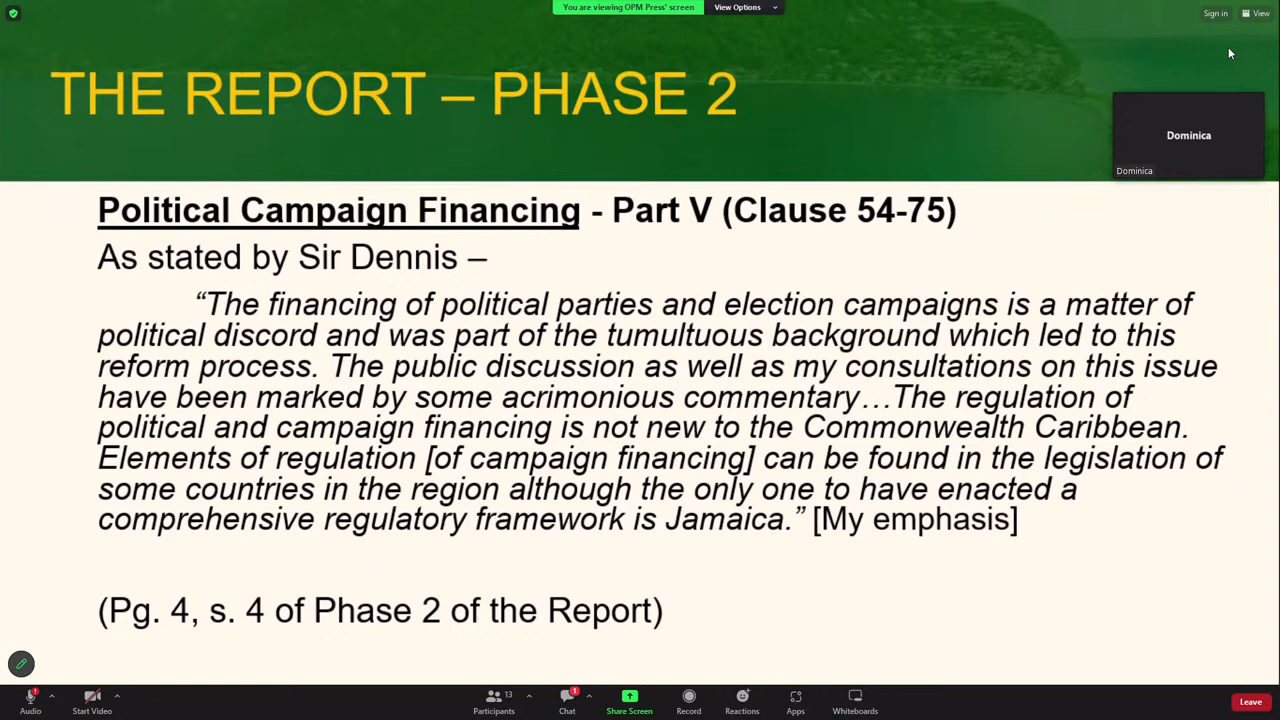 You are viewing OPM Press' screen
View Options
Sign in
View
THE REPORT – PHASE 2
Dominica
Dominica
Political Campaign Financing - Part V (Clause 54-75)
As stated by Sir Dennis –
“The financing of political parties and election campaigns is a matter of
political discord and was part of the tumultuous background which led to this
reform process. The public discussion as well as my consultations on this issue
have been marked by some acrimonious commentary…The regulation of
political and campaign financing is not new to the Commonwealth Caribbean.
Elements of regulation [of campaign financing] can be found in the legislation of
some countries in the region although the only one to have enacted a
comprehensive regulatory framework is Jamaica.” [My emphasis]
(Pg. 4, s. 4 of Phase 2 of the Report)
Audio
Start Video
Participants
13
Chat
1
Share Screen
Record
Reactions
Apps
Whiteboards
Leave